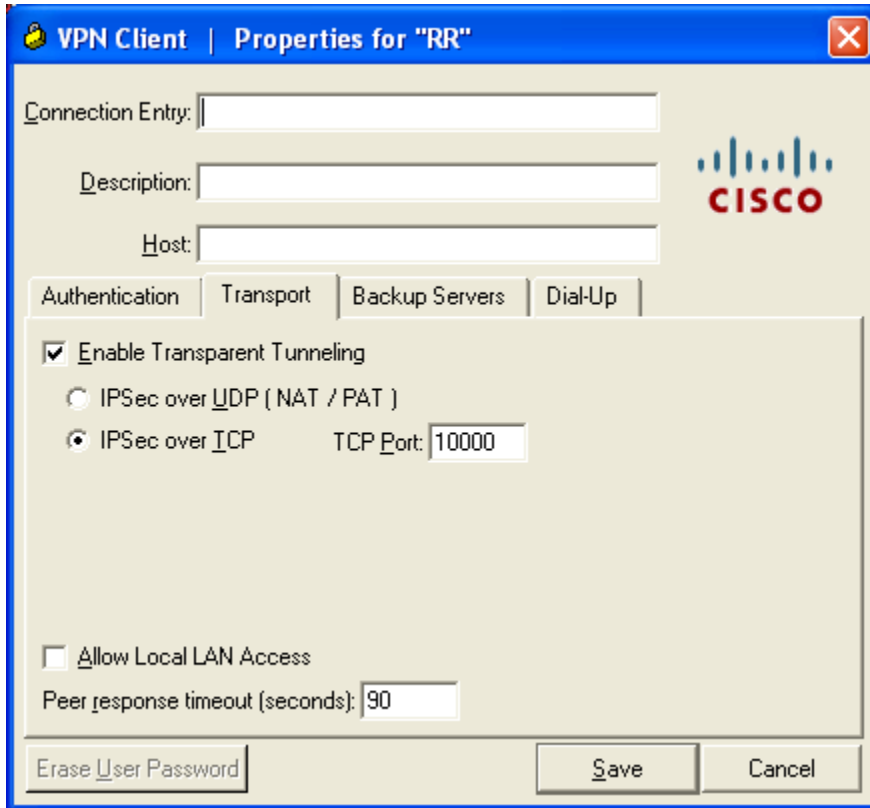 VPN Client | Properties for "RR"
Connection Entry:
CISCO
Description:
Host:
Authentication Transport Backup Servers Dial-Up
Enable Transparent Tunneling
IPSec over UDP ( NAT / PAT )
IPSec over TCP TCP Port: 10000
Allow Local LAN Access
Peer response timeout (seconds): 90
Erase User Password Save Cancel